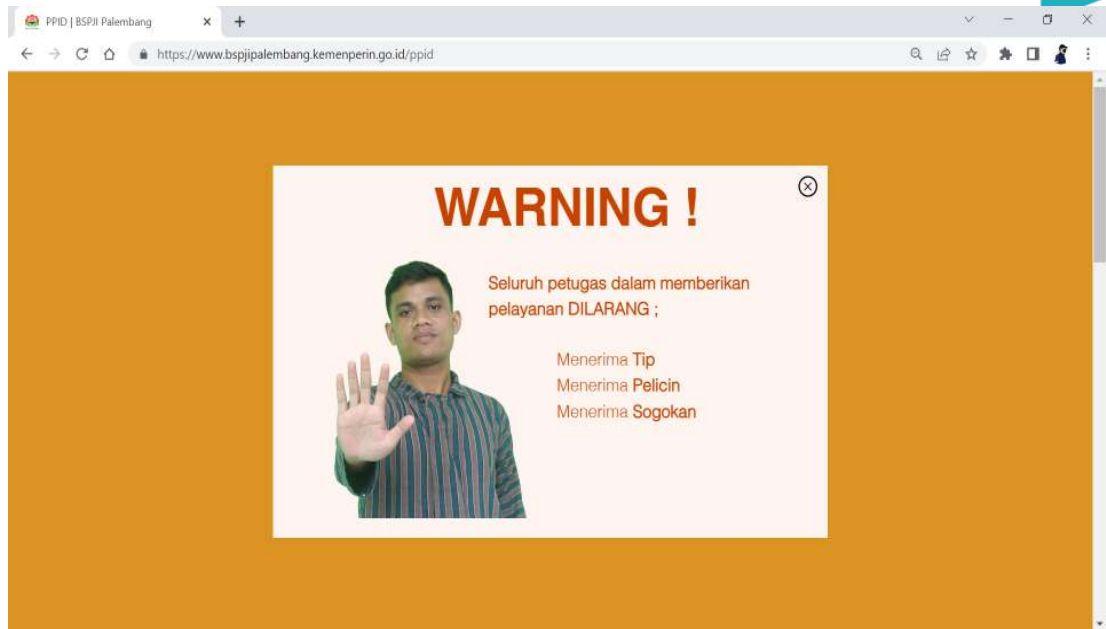 PPID | BSPJI Palembang
https://www.bspjipalembang.kemenperin.go.id/ppid
WARNING !
Seluruh petugas dalam memberikan
pelayanan DILARANG ;
Menerima Tip
Menerima Pelicin
Menerima Sogokan